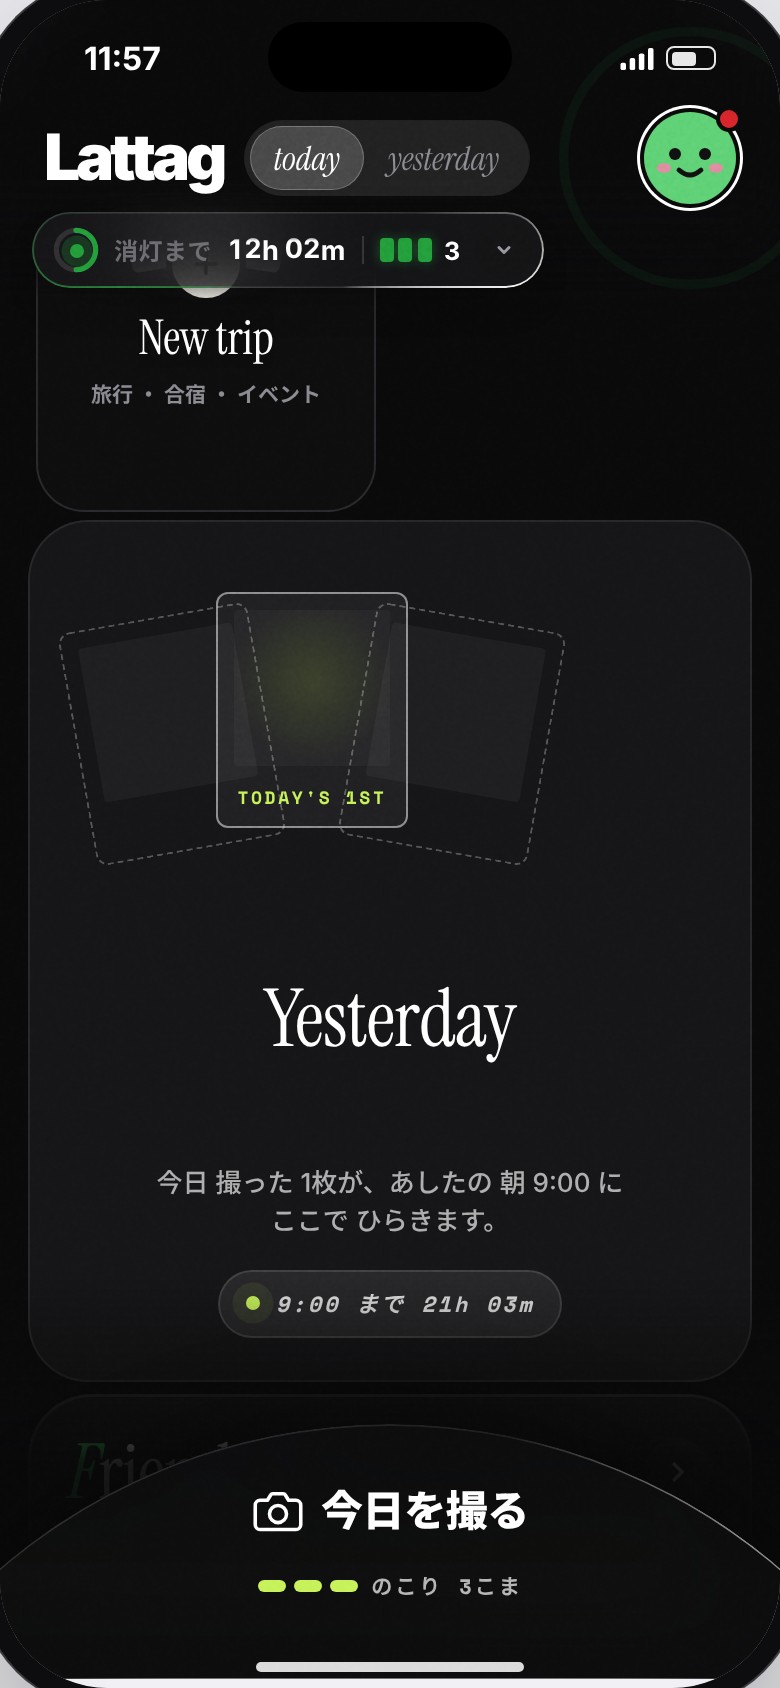 11:57
Lattag
today
yesterday
消灯まで 12h 02m
3
New trip
旅行 ・ 合宿 ・ イベント
TODAY'S 1ST
Yesterday
今日 撮った 1枚が、あしたの 朝 9:00 に
ここで ひらきます。
9:00 まで 21h 03m
今日を撮る
のこり 3こま